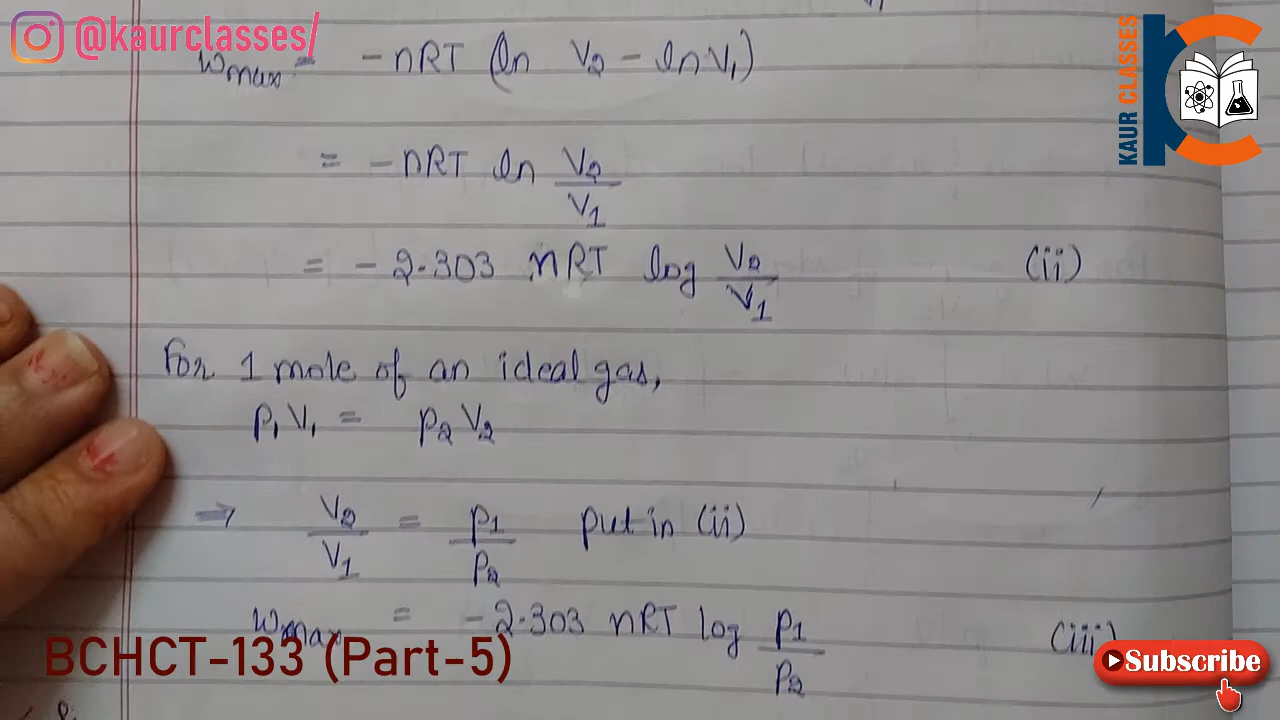 @kaurclasses/
KAUR CLASSES
Wmax = -nRT (ln V2 - ln V1)
= -nRT ln V2/V1
= -2.303 nRT log V2/V1 (ii)
For 1 mole of an ideal gas,
P1V1 = P2V2
⇒ V2/V1 = P1/P2 put in (ii)
Wmax = -2.303 nRT log P1/P2 (iii)
BCHCT-133 (Part-5)
Subscribe